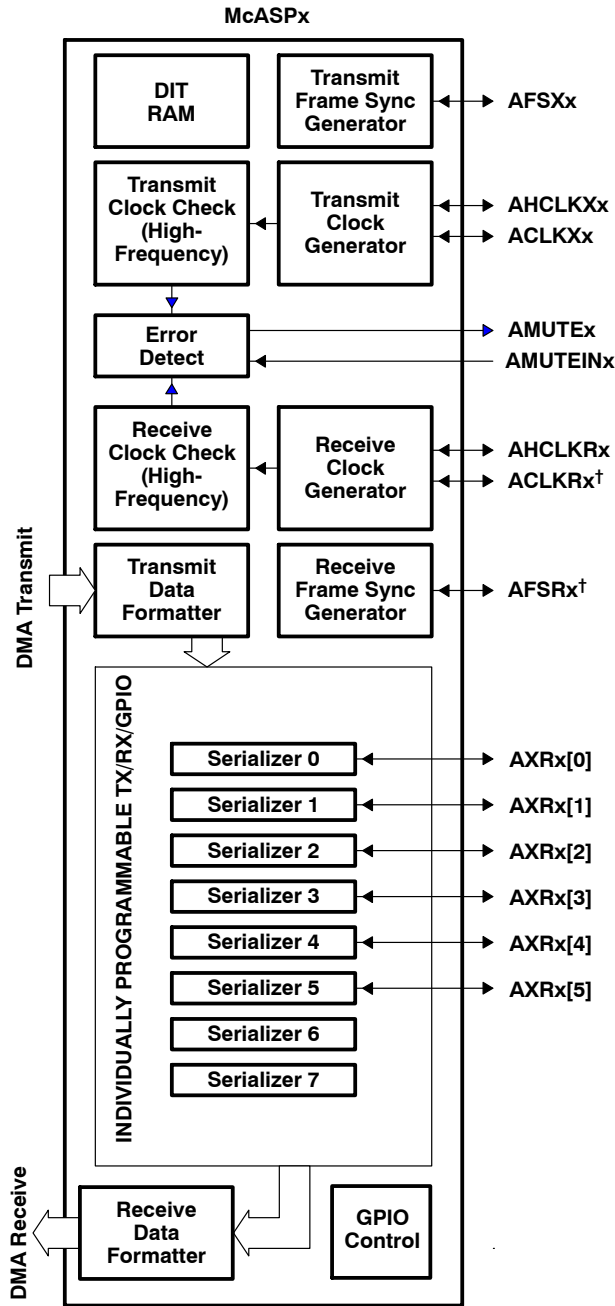 McASPx
DIT
RAM
Transmit
Frame Sync
Generator
AFSXx
Transmit
Clock Check
(High-
Frequency)
Transmit
Clock
Generator
AHCLKXx
ACLKXx
Error
Detect
AMUTEx
AMUTEINx
Receive
Clock Check
(High-
Frequency)
Receive
Clock
Generator
AHCLKRx
ACLKRx†
DMA Transmit
Transmit
Data
Formatter
Receive
Frame Sync
Generator
AFSRx†
INDIVIDUALLY PROGRAMMABLE TX/RX/GPIO
Serializer 0
AXRx[0]
Serializer 1
AXRx[1]
Serializer 2
AXRx[2]
Serializer 3
AXRx[3]
Serializer 4
AXRx[4]
Serializer 5
AXRx[5]
Serializer 6
Serializer 7
DMA Receive
Receive
Data
Formatter
GPIO
Control